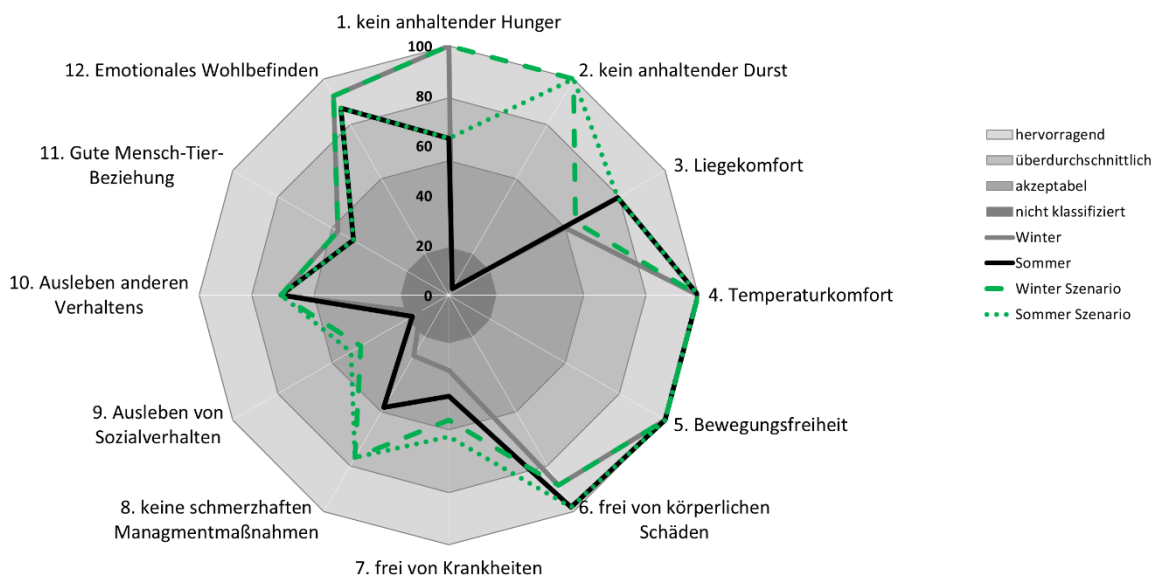 1. kein anhaltender Hunger
100
12. Emotionales Wohlbefinden
2. kein anhaltender Durst
80
11. Gute Mensch-Tier-
Beziehung
60
3. Liegekomfort
40
20
10. Ausleben anderen
Verhaltens
0
4. Temperaturkomfort
9. Ausleben von
Sozialverhalten
5. Bewegungsfreiheit
8. keine schmerzhaften
Managmentmaßnahmen
6. frei von körperlichen
Schäden
7. frei von Krankheiten
hervorragend
überdurchschnittlich
akzeptabel
nicht klassifiziert
Winter
Sommer
Winter Szenario
Sommer Szenario